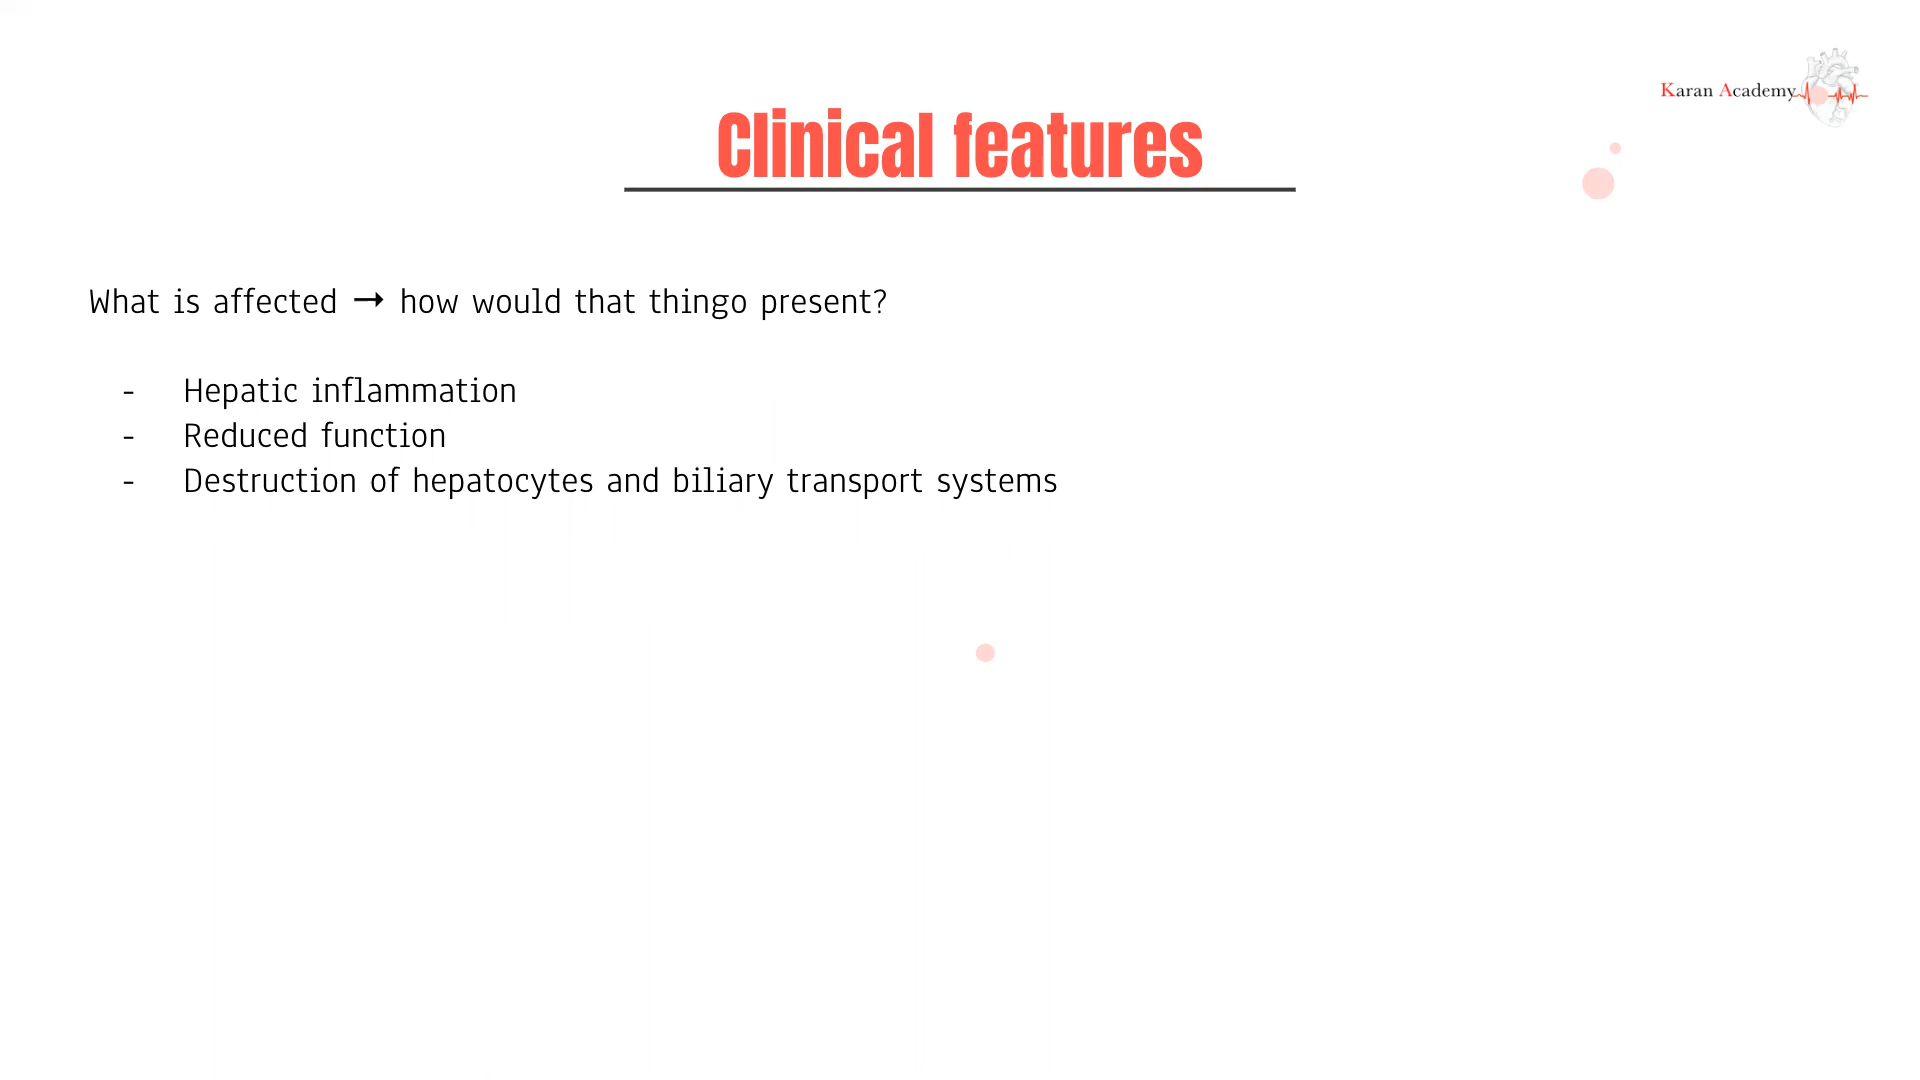 Karan Academy
Clinical features
What is affected → how would that thingo present?
- Hepatic inflammation
- Reduced function
- Destruction of hepatocytes and biliary transport systems